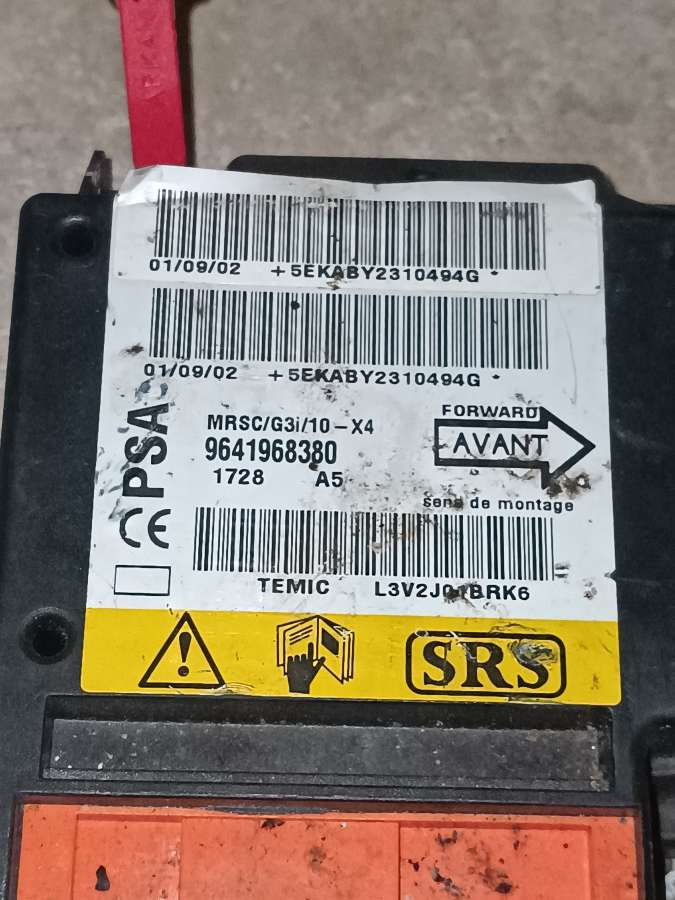 01/09/02 +5EKABY2310494G *
01/09/02 +5EKABY2310494G *
PSA
CE
MRSC/G3i/10-X4
9641968380
1728 A5
FORWARD
AVANT
sens de montage
TEMIC L3V2J01BRK6
SRS